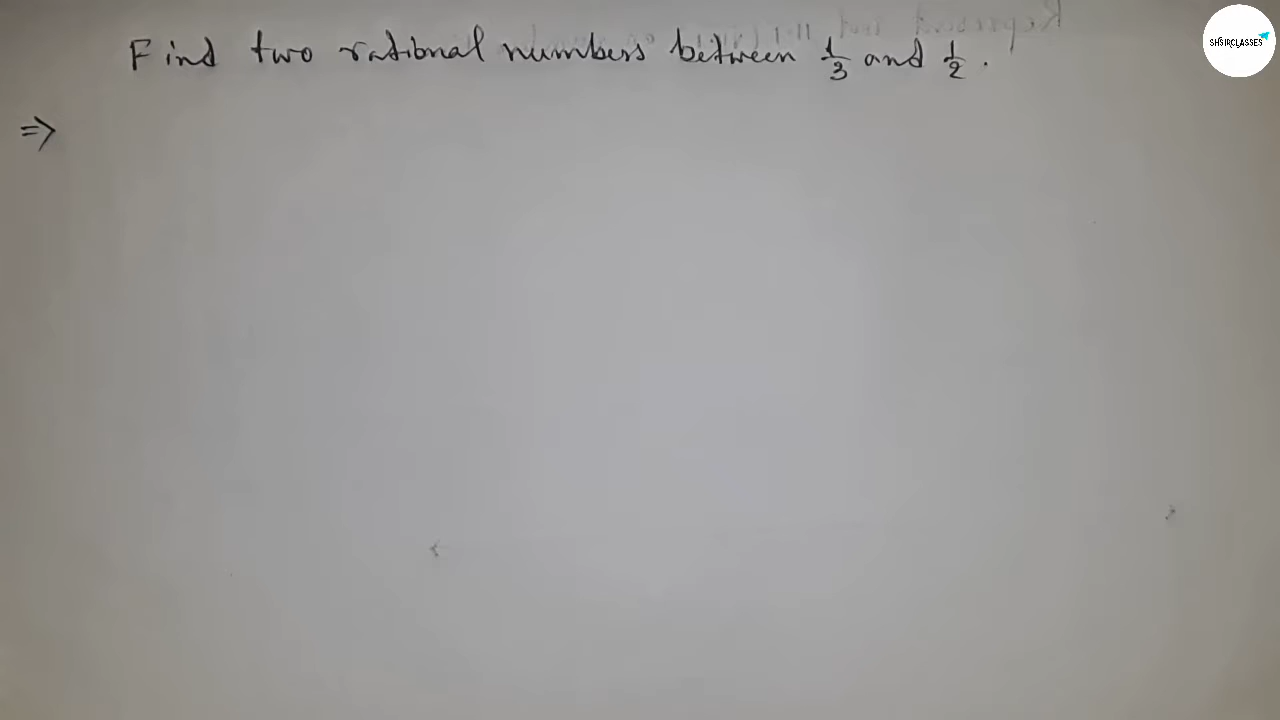 Find two rational numbers between 1/3 and 1/2 .
SHSIRCLASSES
⇒